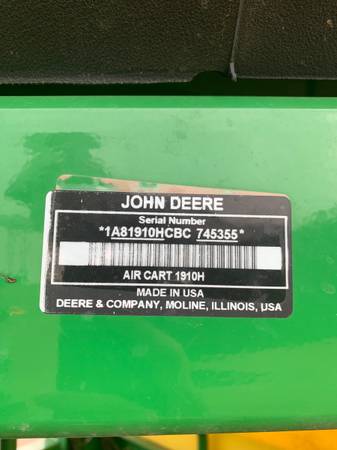 JOHN DEERE
Serial Number
*1A81910HCBC 745355*
AIR CART 1910H
MADE IN USA
DEERE & COMPANY, MOLINE, ILLINOIS, USA